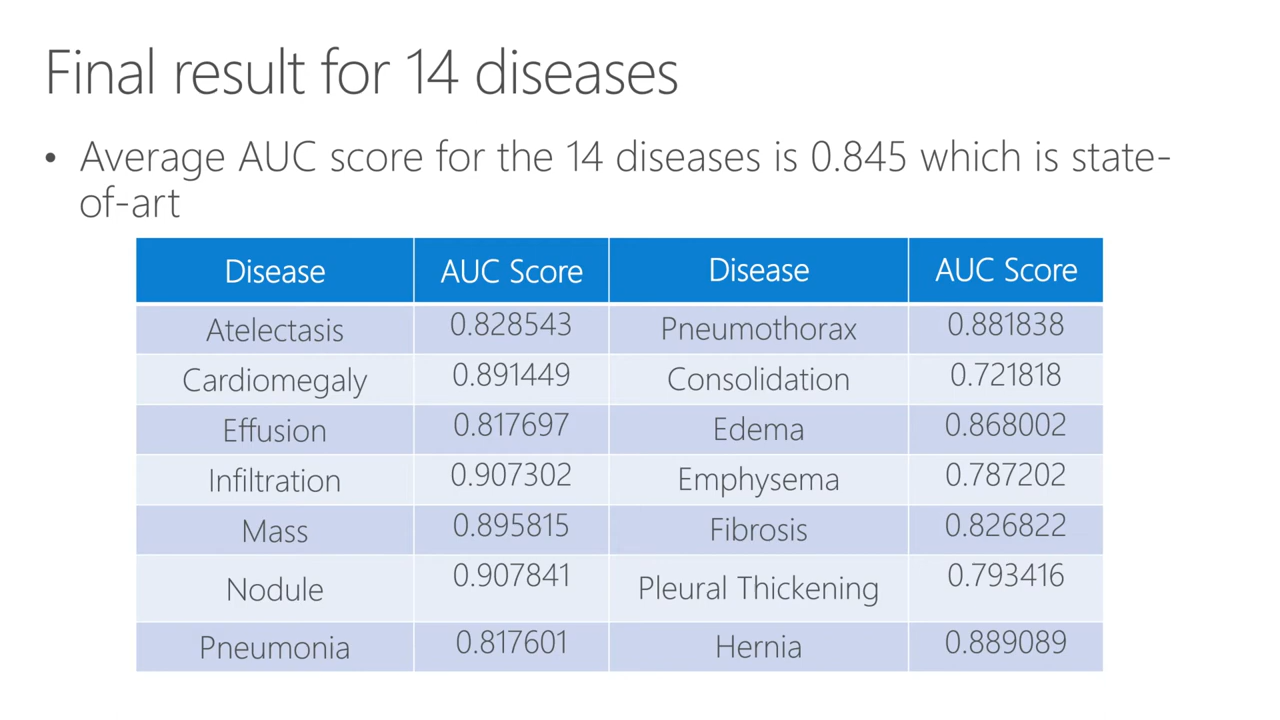 Final result for 14 diseases
• Average AUC score for the 14 diseases is 0.845 which is state-
of-art
Disease AUC Score Disease AUC Score
Atelectasis 0.828543 Pneumothorax 0.881838
Cardiomegaly 0.891449 Consolidation 0.721818
Effusion 0.817697 Edema 0.868002
Infiltration 0.907302 Emphysema 0.787202
Mass 0.895815 Fibrosis 0.826822
Nodule 0.907841 Pleural Thickening 0.793416
Pneumonia 0.817601 Hernia 0.889089